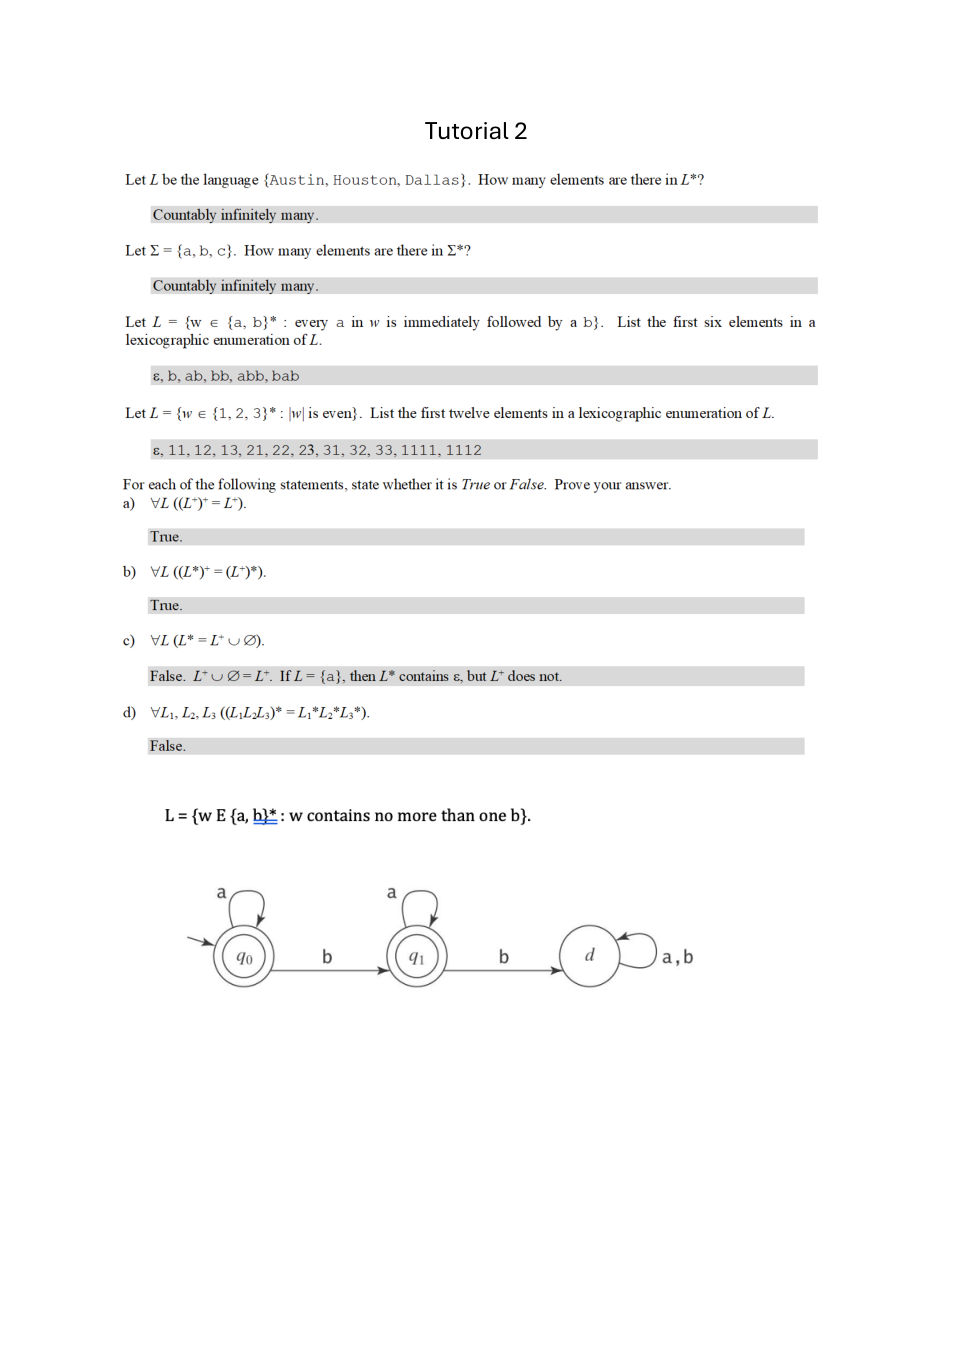 Tutorial 2
Let L be the language {Austin, Houston, Dallas}. How many elements are there in L*?
Countably infinitely many.
Let Σ = {a, b, c}. How many elements are there in Σ*?
Countably infinitely many.
Let L = {w ∈ {a, b}* : every a in w is immediately followed by a b}. List the first six elements in a
lexicographic enumeration of L.
ε, b, ab, bb, abb, bab
Let L = {w ∈ {1, 2, 3}* : |w| is even}. List the first twelve elements in a lexicographic enumeration of L.
ε, 11, 12, 13, 21, 22, 23, 31, 32, 33, 1111, 1112
For each of the following statements, state whether it is True or False. Prove your answer.
a) ∀L ((L⁺)⁺ = L⁺).
True.
b) ∀L ((L*)⁺ = (L⁺)*).
True.
c) ∀L (L* = L⁺ ∪ ∅).
False. L⁺ ∪ ∅ = L⁺. If L = {a}, then L* contains ε, but L⁺ does not.
d) ∀L₁, L₂, L₃ ((L₁L₂L₃)* = L₁*L₂*L₃*).
False.
L = {w E {a, b}* : w contains no more than one b}.
a a
q₀ b q₁ b d a,b